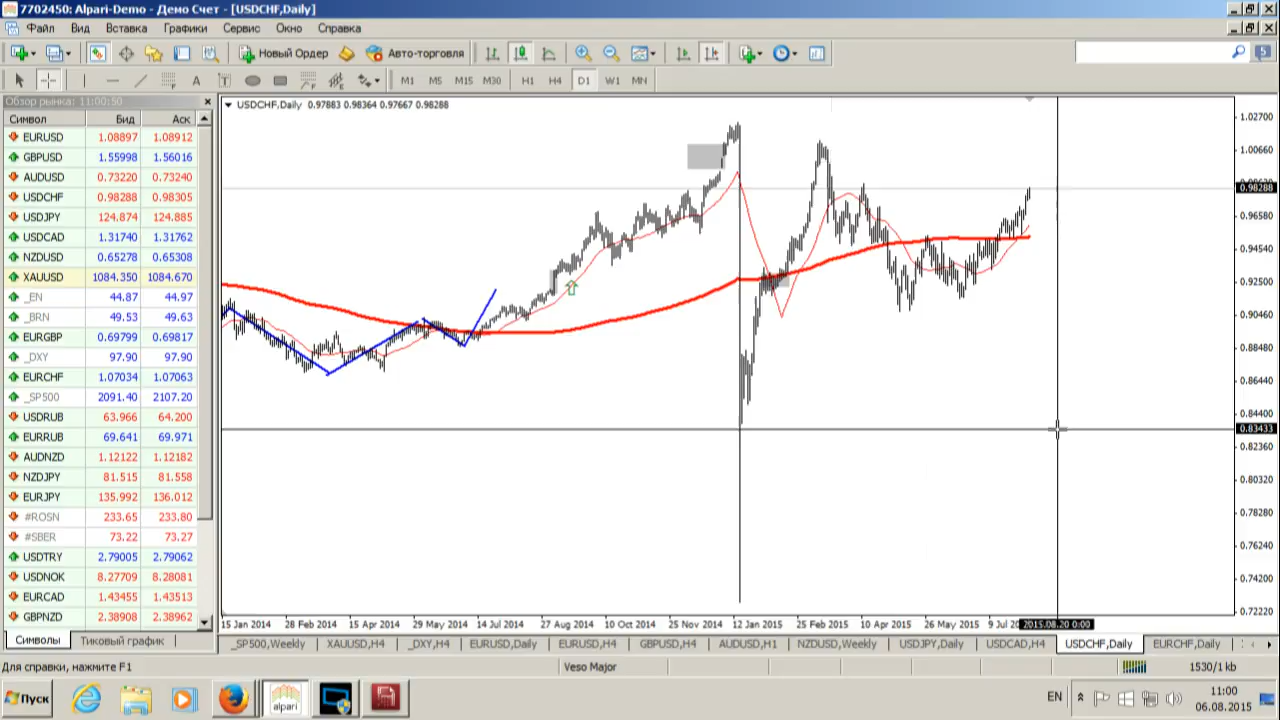 7702450: Alpari-Demo - Демо Счет - [USDCHF,Daily]
Файл Вид Вставка Графики Сервис Окно Справка
Новый Ордер Авто-торговля 5
A T M1 M5 M15 M30 H1 H4 D1 W1 MN
Обзор рынка: 11:00:50
Символ Бид Аск
EURUSD 1.08897 1.08912
GBPUSD 1.55998 1.56016
AUDUSD 0.73220 0.73240
USDCHF 0.98288 0.98305
USDJPY 124.874 124.885
USDCAD 1.31740 1.31762
NZDUSD 0.65278 0.65308
XAUUSD 1084.350 1084.670
_EN 44.87 44.97
_BRN 49.53 49.63
EURGBP 0.69799 0.69817
_DXY 97.90 97.90
EURCHF 1.07034 1.07063
_SP500 2091.40 2107.20
USDRUB 63.966 64.200
EURRUB 69.641 69.971
AUDNZD 1.12122 1.12182
NZDJPY 81.515 81.558
EURJPY 135.992 136.012
#ROSN 233.65 233.80
#SBER 73.22 73.27
USDTRY 2.79005 2.79062
USDNOK 8.27709 8.28081
EURCAD 1.43455 1.43513
GBPNZD 2.38908 2.38962
Символы Тиковый график
USDCHF,Daily 0.97883 0.98364 0.97667 0.98288
1.02700
1.00660
0.98288
0.96580
0.94540
0.92500
0.90460
0.88480
0.86440
0.84400
0.83433
0.82360
0.80320
0.78280
0.76240
0.74200
0.72220
15 Jan 2014 28 Feb 2014 15 Apr 2014 29 May 2014 14 Jul 2014 27 Aug 2014 10 Oct 2014 25 Nov 2014 12 Jan 2015 25 Feb 2015 10 Apr 2015 26 May 2015 9 Jul 20 2015.08.20 0:00
_SP500,Weekly XAUUSD,H4 _DXY,H4 EURUSD,Daily EURUSD,H4 GBPUSD,H4 AUDUSD,H1 NZDUSD,Weekly USDJPY,Daily USDCAD,H4 USDCHF,Daily EURCHF,Daily
Для справки, нажмите F1 Veso Major 1530/1 kb
Пуск alpari EN 11:00
06.08.2015